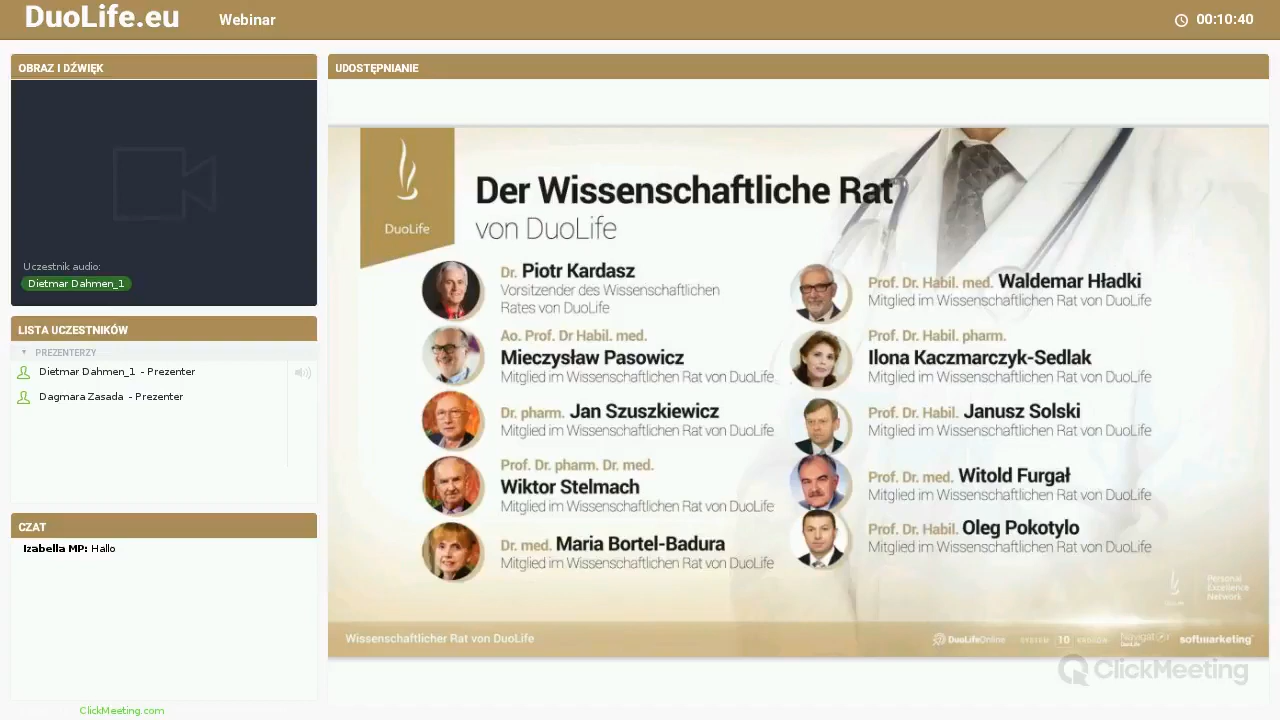 DuoLife.eu
Webinar
00:10:40
OBRAZ I DŹWIĘK
Uczestnik audio:
Dietmar Dahmen_1
LISTA UCZESTNIKÓW
PREZENTERZY
Dietmar Dahmen_1 - Prezenter
Dagmara Zasada - Prezenter
CZAT
Izabella MP: Hallo
ClickMeeting.com
UDOSTĘPNIANIE
DuoLife
Der Wissenschaftliche Rat
von DuoLife
Dr. Piotr Kardasz
Vorsitzender des Wissenschaftlichen
Rates von DuoLife
Ao. Prof. Dr Habil. med.
Mieczysław Pasowicz
Mitglied im Wissenschaftlichen Rat von DuoLife
Dr. pharm. Jan Szuszkiewicz
Mitglied im Wissenschaftlichen Rat von DuoLife
Prof. Dr. pharm. Dr. med.
Wiktor Stelmach
Mitglied im Wissenschaftlichen Rat von DuoLife
Dr. med. Maria Bortel-Badura
Mitglied im Wissenschaftlichen Rat von DuoLife
Prof. Dr. Habil. med. Waldemar Hładki
Mitglied im Wissenschaftlichen Rat von DuoLife
Prof. Dr. Habil. pharm.
Ilona Kaczmarczyk-Sedlak
Mitglied im Wissenschaftlichen Rat von DuoLife
Prof. Dr. Habil. Janusz Solski
Mitglied im Wissenschaftlichen Rat von DuoLife
Prof. Dr. med. Witold Furgał
Mitglied im Wissenschaftlichen Rat von DuoLife
Prof. Dr. Habil. Oleg Pokotylo
Mitglied im Wissenschaftlichen Rat von DuoLife
Personal
Excellence
Network
Wissenschaftlicher Rat von DuoLife
DuoLifeOnline
SYSTEM 10 KROKÓW
Navigator
DuoLife
softmarketing
ClickMeeting